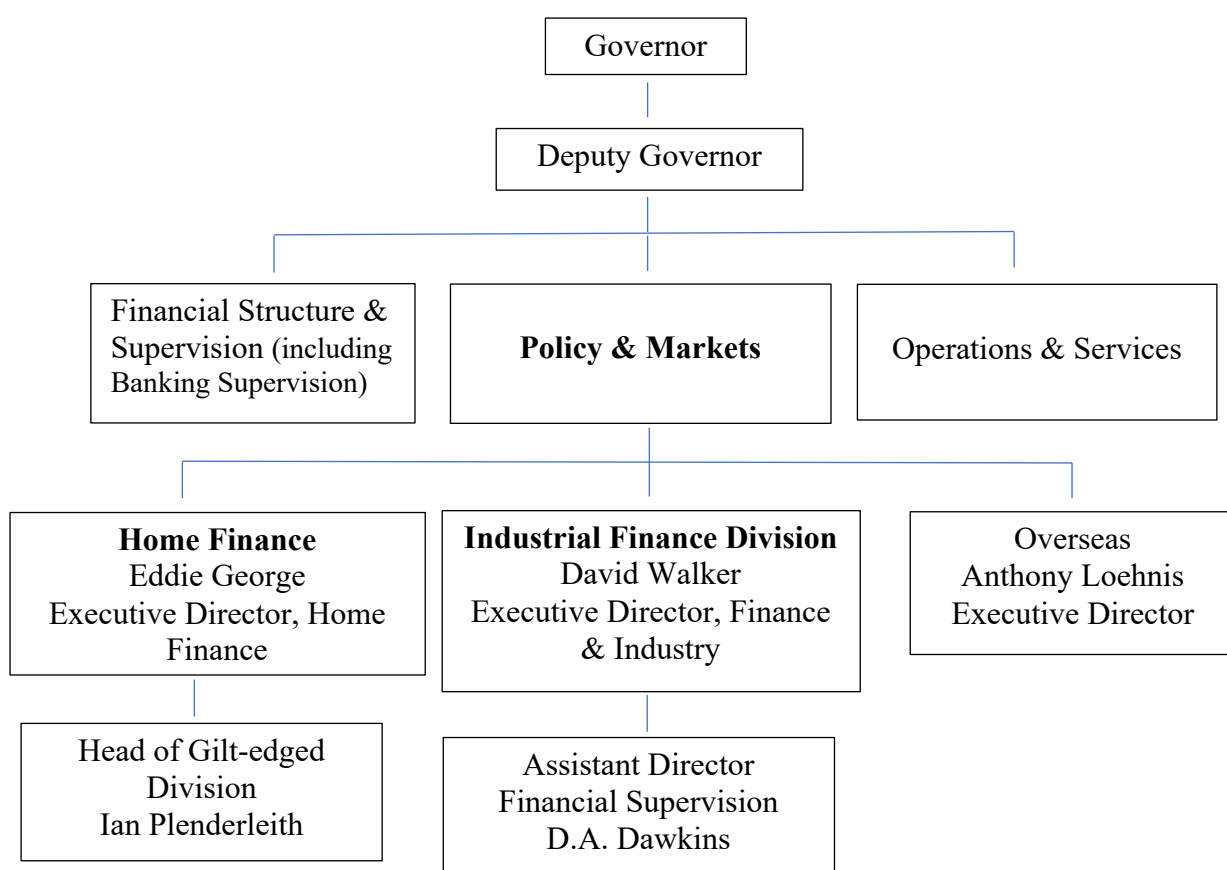 Governor
Deputy Governor
Financial Structure &
Supervision (including
Banking Supervision)
Policy & Markets
Operations & Services
Home Finance
Eddie George
Executive Director, Home
Finance
Industrial Finance Division
David Walker
Executive Director, Finance
& Industry
Overseas
Anthony Loehnis
Executive Director
Head of Gilt-edged
Division
Ian Plenderleith
Assistant Director
Financial Supervision
D.A. Dawkins